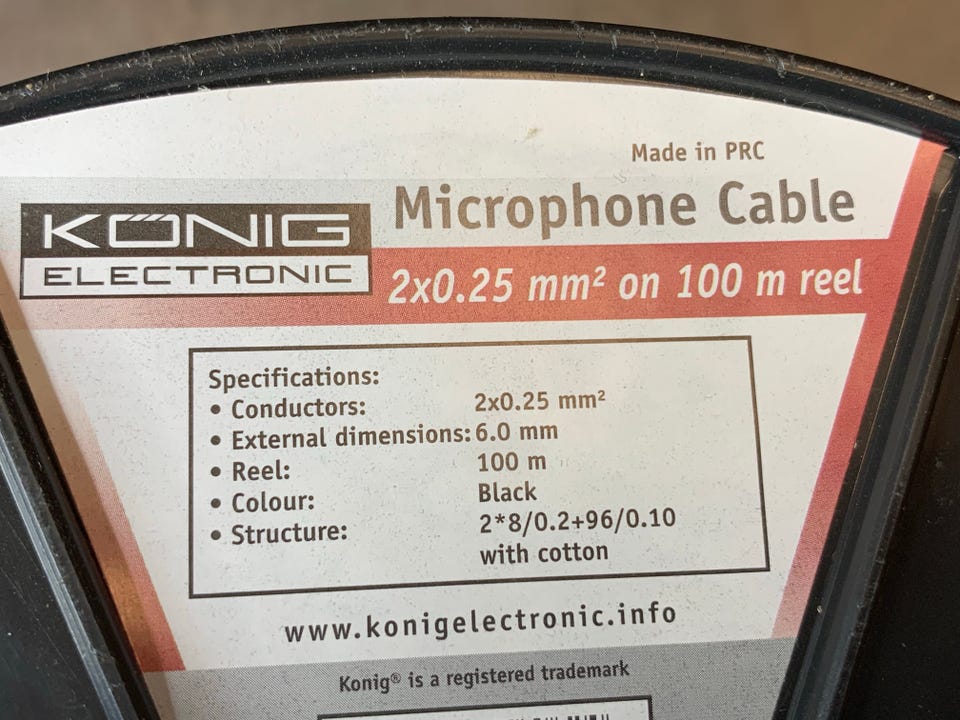 Made in PRC
KÖNIG
ELECTRONIC
Microphone Cable
2x0.25 mm² on 100 m reel
Specifications:
• Conductors: 2x0.25 mm²
• External dimensions: 6.0 mm
• Reel: 100 m
• Colour: Black
• Structure: 2*8/0.2+96/0.10
with cotton
www.konigelectronic.info
Konig® is a registered trademark